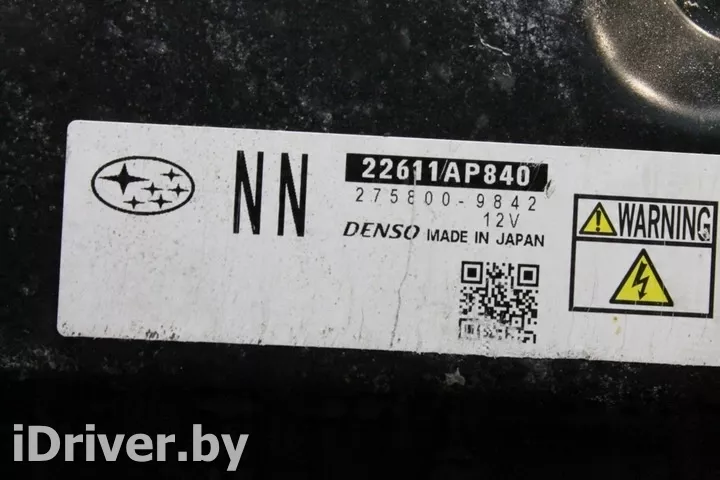 NN
22611AP840
275800-9842
12V
DENSO MADE IN JAPAN
WARNING
iDriver.by